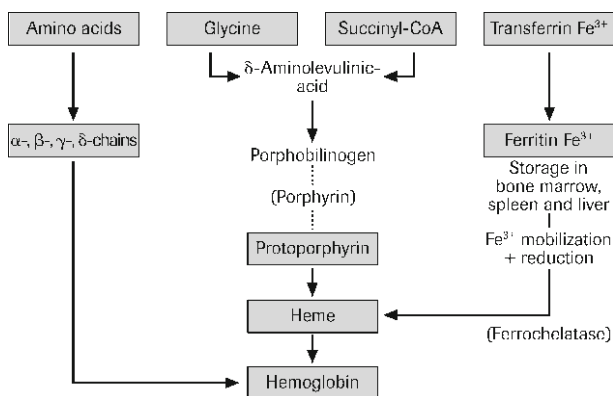 Amino acids
Glycine
Succinyl-CoA
Transferrin Fe³⁺
δ-Aminolevulinic-
acid
α-, β-, γ-, δ-chains
Ferritin Fe³⁺
Porphobilinogen
Storage in
bone marrow,
spleen and liver
(Porphyrin)
Fe³⁺ mobilization
+ reduction
Protoporphyrin
Heme
(Ferrochelatase)
Hemoglobin